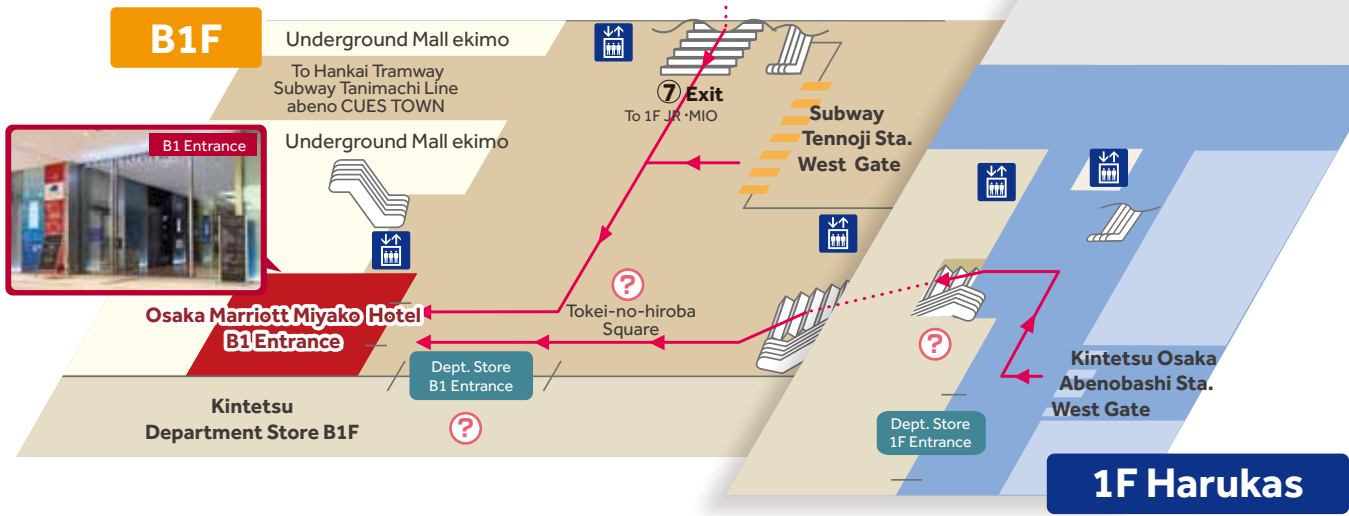 B1F
Underground Mall ekimo
To Hankai Tramway
Subway Tanimachi Line
abeno CUES TOWN
Underground Mall ekimo
B1 Entrance
⑦ Exit
To 1F JR・MIO
Subway
Tennoji Sta.
West Gate
?
Tokei-no-hiroba
Square
Osaka Marriott Miyako Hotel
B1 Entrance
Dept. Store
B1 Entrance
Kintetsu
Department Store B1F
?
?
Kintetsu Osaka
Abenobashi Sta.
West Gate
Dept. Store
1F Entrance
1F Harukas